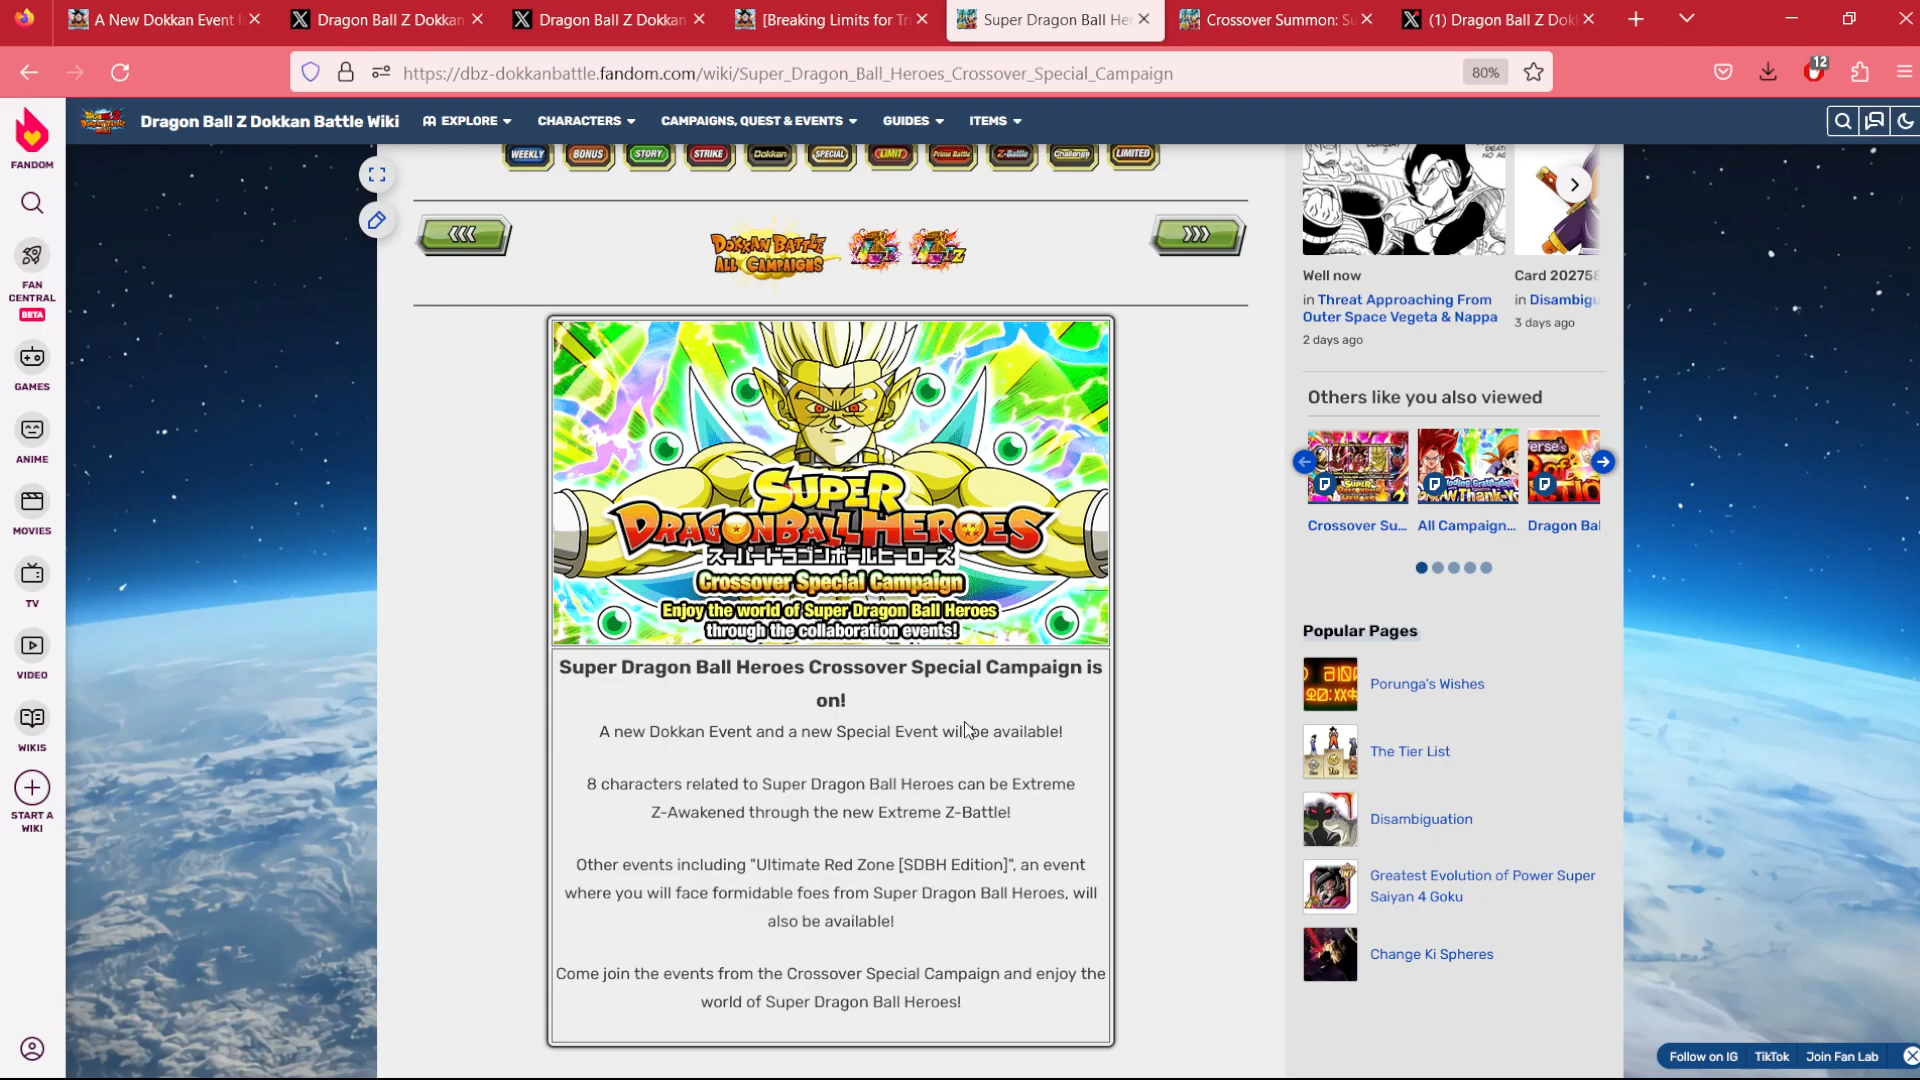 A New Dokkan Event I
Dragon Ball Z Dokkan
Dragon Ball Z Dokkan
[Breaking Limits for Tr
Super Dragon Ball Her
Crossover Summon: Su
(1) Dragon Ball Z Dok
https://dbz-dokkanbattle.fandom.com/wiki/Super_Dragon_Ball_Heroes_Crossover_Special_Campaign
80%
12
Dragon Ball Z Dokkan Battle Wiki
EXPLORE
CHARACTERS
CAMPAIGNS, QUEST & EVENTS
GUIDES
ITEMS
FANDOM
FAN
CENTRAL
BETA
GAMES
ANIME
MOVIES
TV
VIDEO
WIKIS
START A
WIKI
WEEKLY
BONUS
STORY
STRIKE
Dokkan
SPECIAL
LIMIT
Prime Battle
Z-Battle
Challenge
LIMITED
DOKKAN BATTLE
ALL CAMPAIGNS
SUPER
DRAGONBALL HEROES
スーパードラゴンボールヒーローズ
Crossover Special Campaign
Enjoy the world of Super Dragon Ball Heroes
through the collaboration events!
Super Dragon Ball Heroes Crossover Special Campaign is
on!
A new Dokkan Event and a new Special Event will be available!
8 characters related to Super Dragon Ball Heroes can be Extreme
Z-Awakened through the new Extreme Z-Battle!
Other events including "Ultimate Red Zone [SDBH Edition]", an event
where you will face formidable foes from Super Dragon Ball Heroes, will
also be available!
Come join the events from the Crossover Special Campaign and enjoy the
world of Super Dragon Ball Heroes!
Well now
in Threat Approaching From
Outer Space Vegeta & Nappa
2 days ago
Card 202758
in Disambigu
3 days ago
Others like you also viewed
Crossover Su...
All Campaign...
Dragon Bal
Popular Pages
Porunga's Wishes
The Tier List
Disambiguation
Greatest Evolution of Power Super
Saiyan 4 Goku
Change Ki Spheres
Follow on IG
TikTok
Join Fan Lab